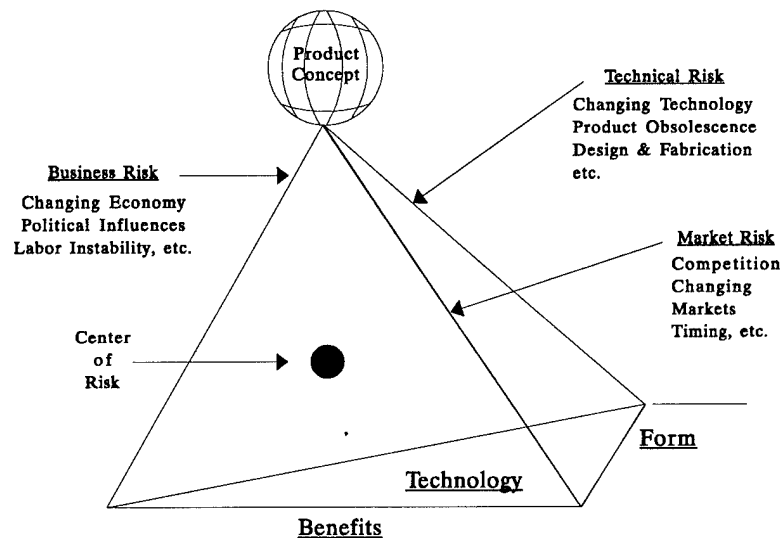 Product
Concept
Technical Risk
Changing Technology
Product Obsolescence
Design & Fabrication
etc.
Business Risk
Changing Economy
Political Influences
Labor Instability, etc.
Market Risk
Competition
Changing
Markets
Timing, etc.
Center
of
Risk
Form
Technology
Benefits